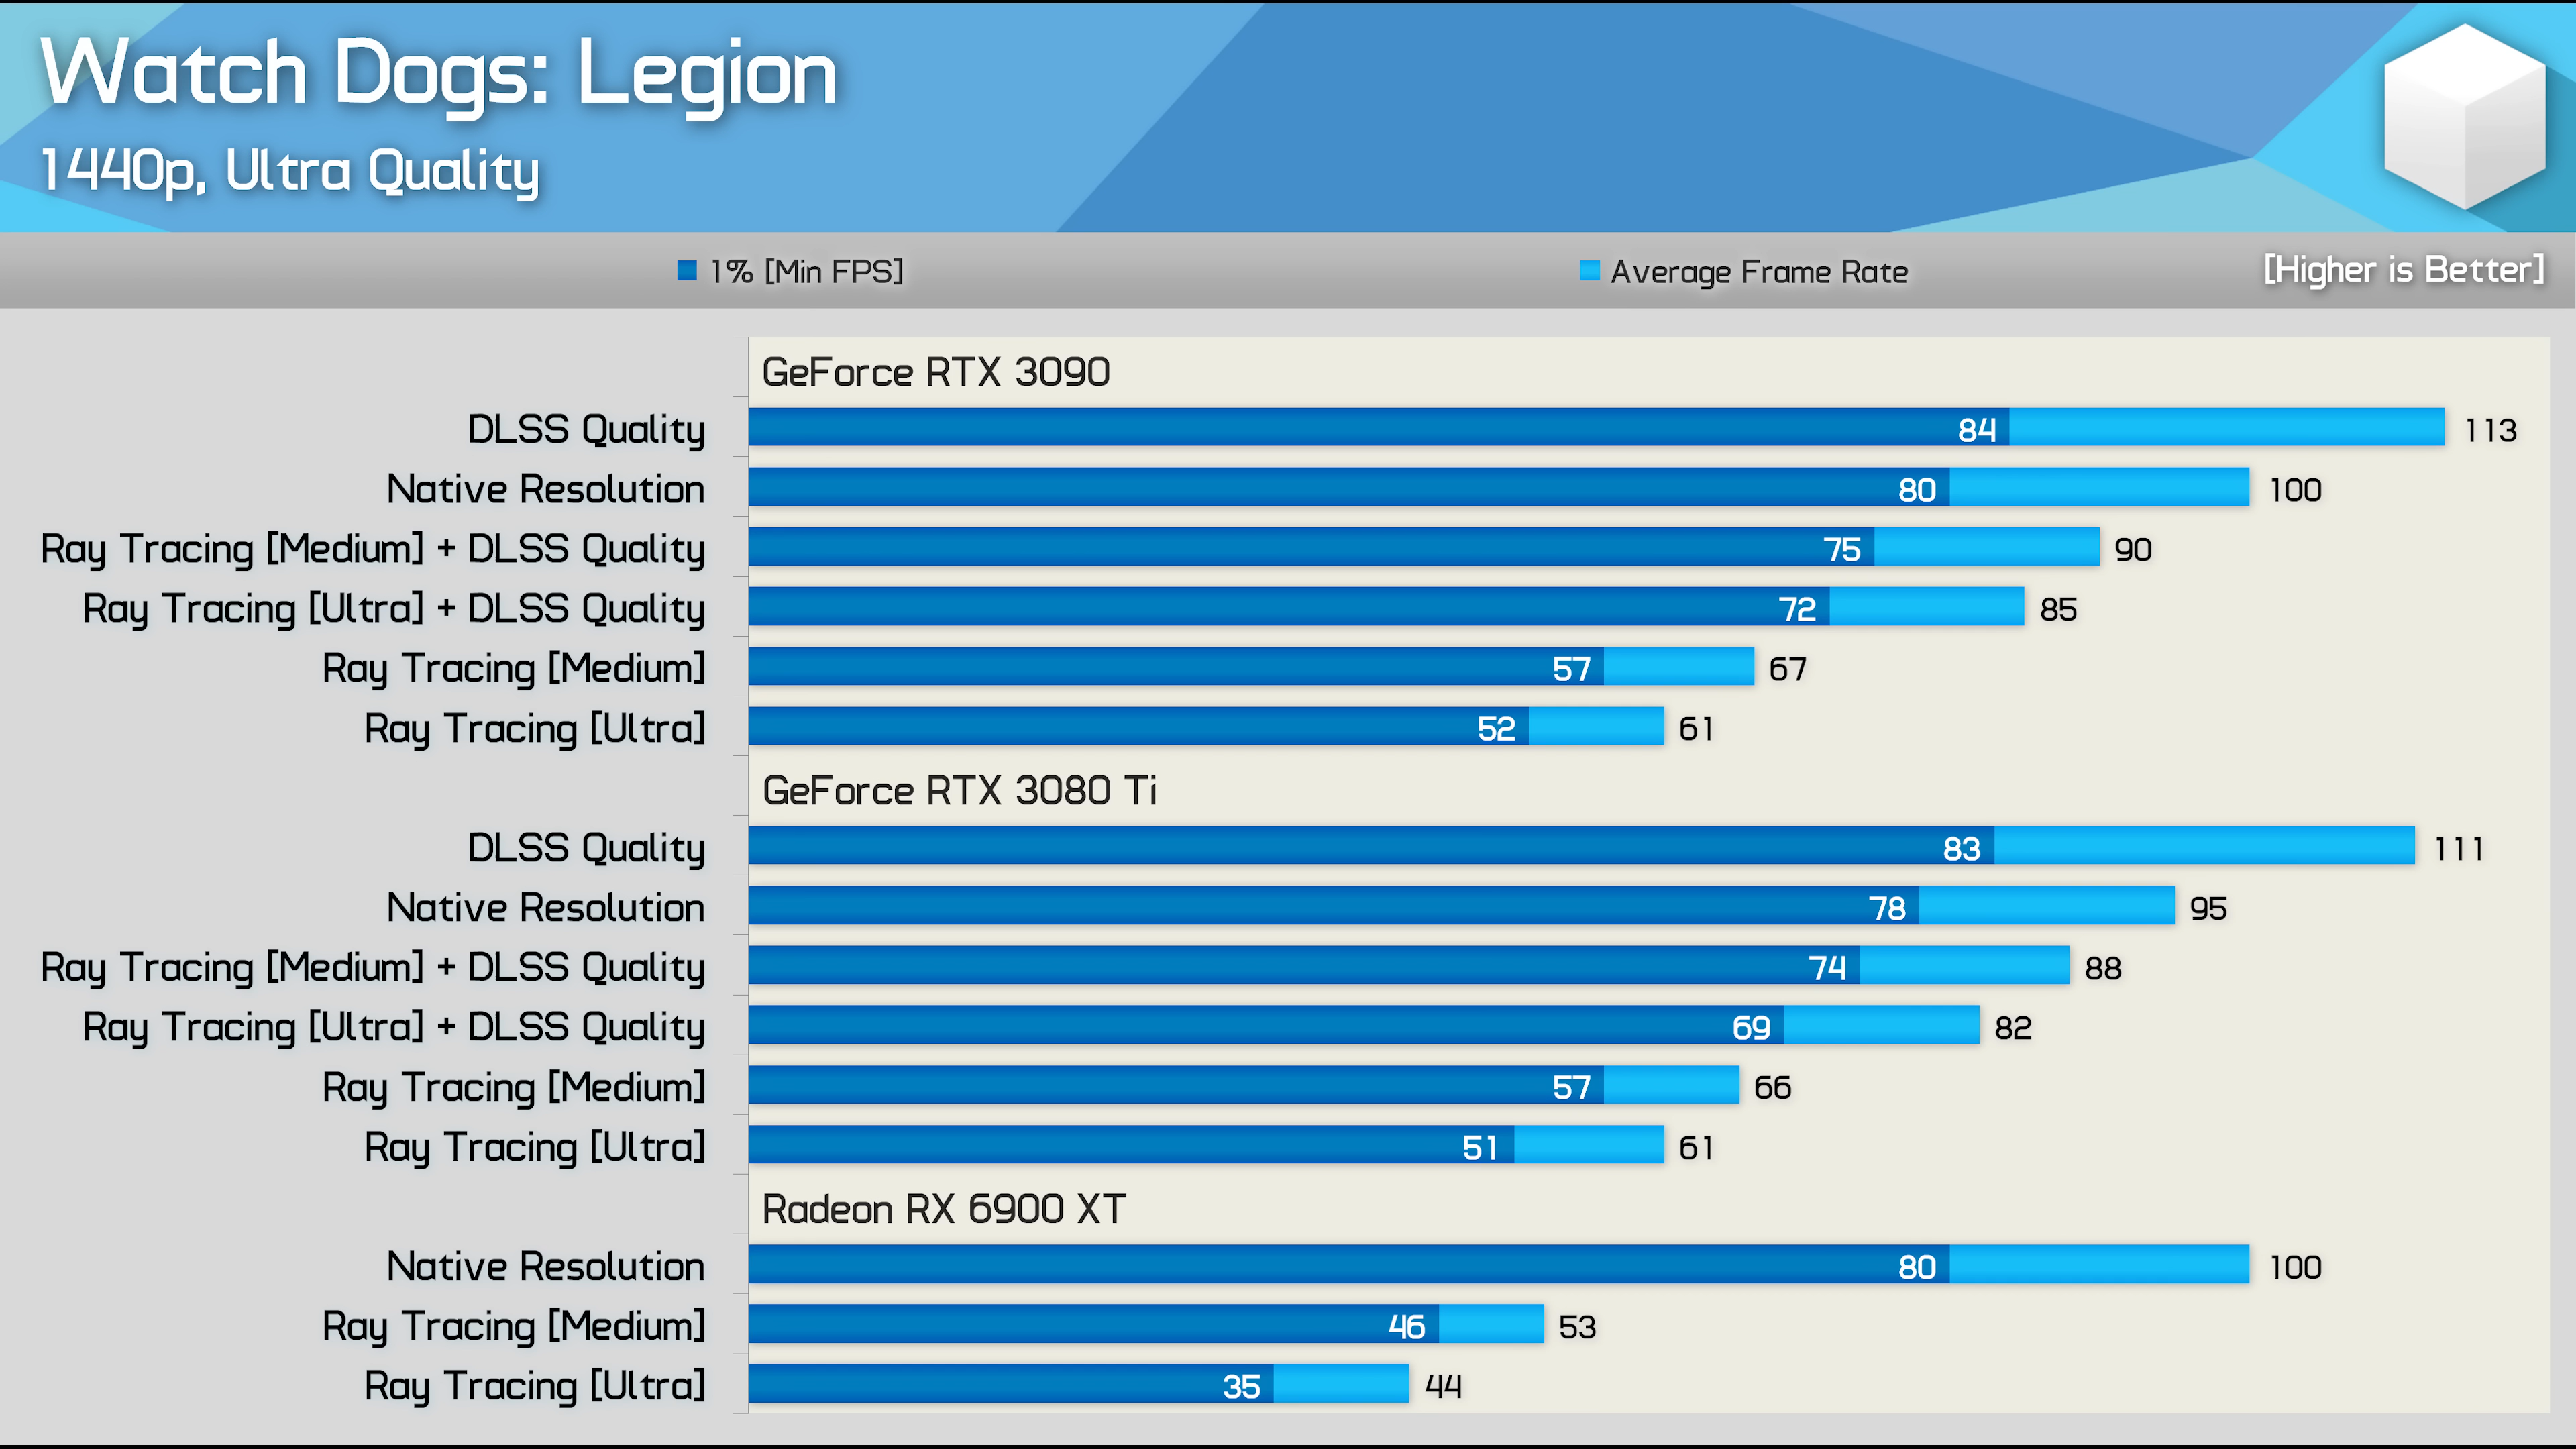 Watch Dogs: Legion
1440p, Ultra Quality
1% [Min FPS] Average Frame Rate [Higher is Better]
GeForce RTX 3090
DLSS Quality 84 113
Native Resolution 80 100
Ray Tracing [Medium] + DLSS Quality 75 90
Ray Tracing [Ultra] + DLSS Quality 72 85
Ray Tracing [Medium] 57 67
Ray Tracing [Ultra] 52 61
GeForce RTX 3080 Ti
DLSS Quality 83 111
Native Resolution 78 95
Ray Tracing [Medium] + DLSS Quality 74 88
Ray Tracing [Ultra] + DLSS Quality 69 82
Ray Tracing [Medium] 57 66
Ray Tracing [Ultra] 51 61
Radeon RX 6900 XT
Native Resolution 80 100
Ray Tracing [Medium] 46 53
Ray Tracing [Ultra] 35 44